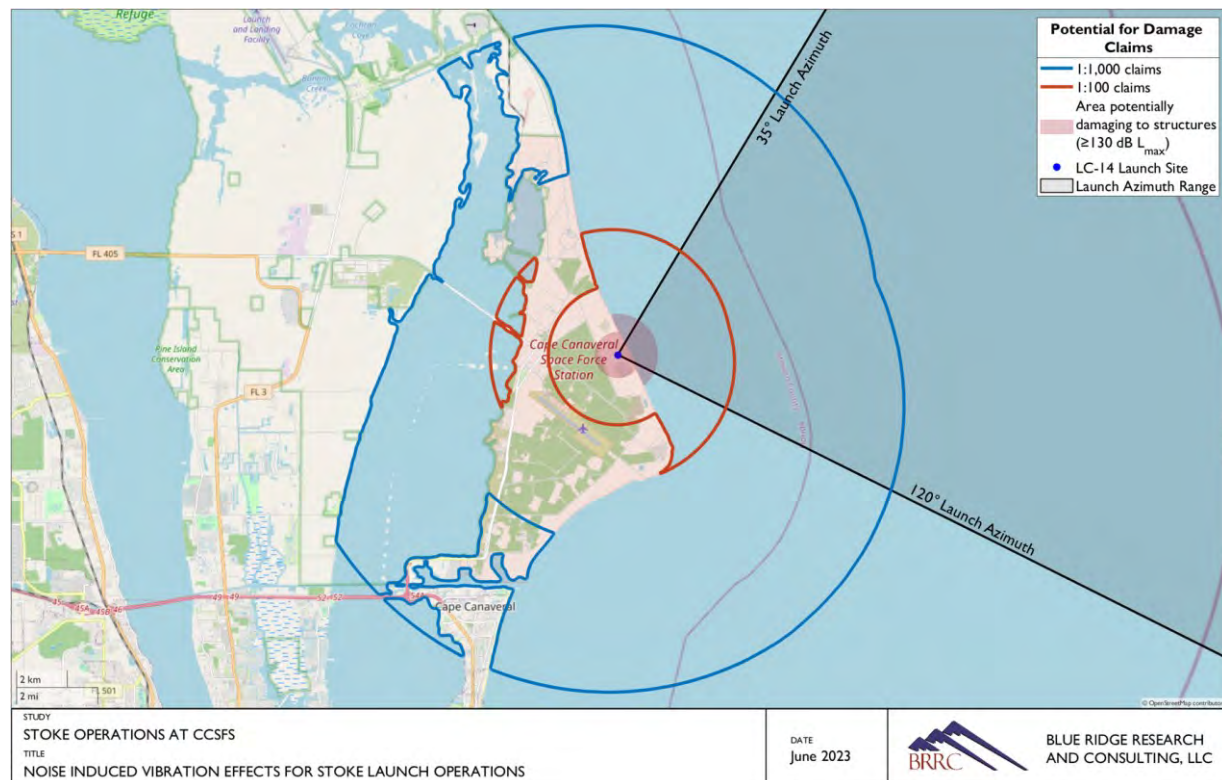 Refuge
Launch
and Landing
Facility
Potential for Damage
Claims
1:1,000 claims
1:100 claims
Area potentially
damaging to structures
(≥130 dB Lmax)
LC-14 Launch Site
Launch Azimuth Range
35° Launch Azimuth
S 1
FL 405
Pine Island
Conservation
Area
FL 3
Cape Canaveral
Space Force
Station
120° Launch Azimuth
Cape Canaveral
2 km
2 mi
FL 501
STUDY
STOKE OPERATIONS AT CCSFS
TITLE
NOISE INDUCED VIBRATION EFFECTS FOR STOKE LAUNCH OPERATIONS
DATE
June 2023
BRRC
BLUE RIDGE RESEARCH
AND CONSULTING, LLC